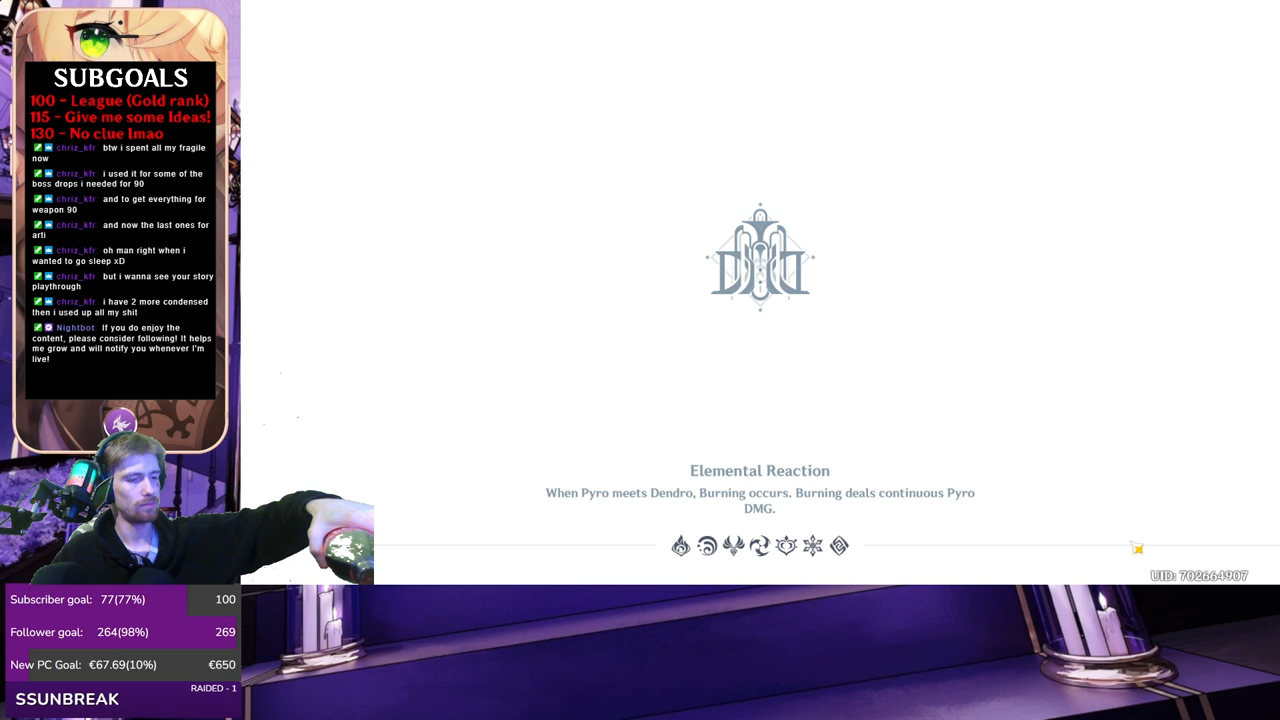 SUBGOALS
100 - League (Gold rank)
115 - Give me some Ideas!
130 - No clue lmao
chriz_kfr: btw i spent all my fragile
now
chriz_kfr: i used it for some of the
boss drops i needed for 90
chriz_kfr: and to get everything for
weapon 90
chriz_kfr: and now the last ones for
arti
chriz_kfr: oh man right when i
wanted to go sleep xD
chriz_kfr: but i wanna see your story
playthrough
chriz_kfr: i have 2 more condensed
then i used up all my shit
Nightbot: If you do enjoy the
content, please consider following! It helps
me grow and will notify you whenever I'm
live!
Elemental Reaction
When Pyro meets Dendro, Burning occurs. Burning deals continuous Pyro
DMG.
UID: 702664907
Subscriber goal: 77(77%) 100
Follower goal: 264(98%) 269
New PC Goal: €67.69(10%) €650
RAIDED - 1
SSUNBREAK